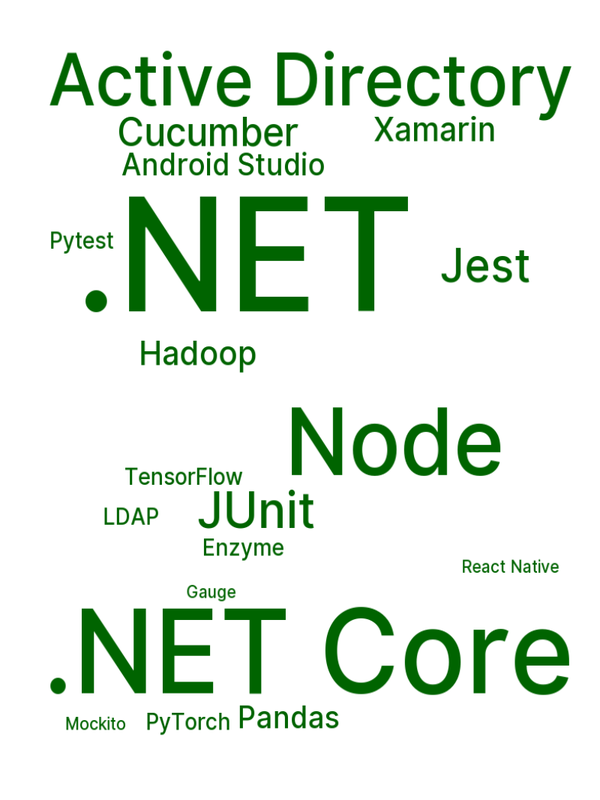 Active Directory
Cucumber
Xamarin
Android Studio
.NET
Pytest
Jest
Hadoop
Node
TensorFlow
JUnit
LDAP
Enzyme
React Native
Gauge
.NET Core
Mockito
PyTorch
Pandas